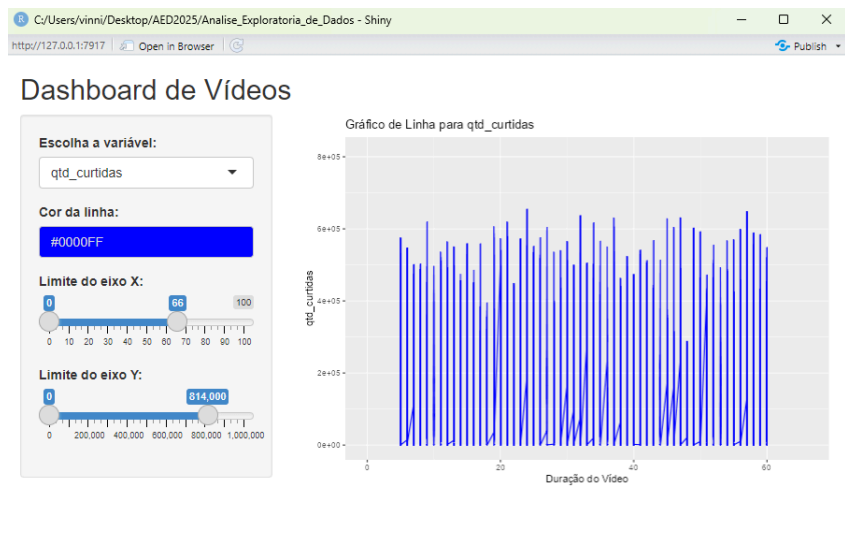 C:/Users/vinni/Desktop/AED2025/Analise_Exploratoria_de_Dados - Shiny
http://127.0.0.1:7917 Open in Browser Publish
Dashboard de Vídeos
Escolha a variável:
qtd_curtidas
Cor da linha:
#0000FF
Limite do eixo X:
0 66 100
0 10 20 30 40 50 60 70 80 90 100
Limite do eixo Y:
0 814,000
0 200,000 400,000 600,000 800,000 1,000,000
Gráfico de Linha para qtd_curtidas
qtd_curtidas
8e+05
6e+05
4e+05
2e+05
0e+00
0 20 40 60
Duração do Vídeo